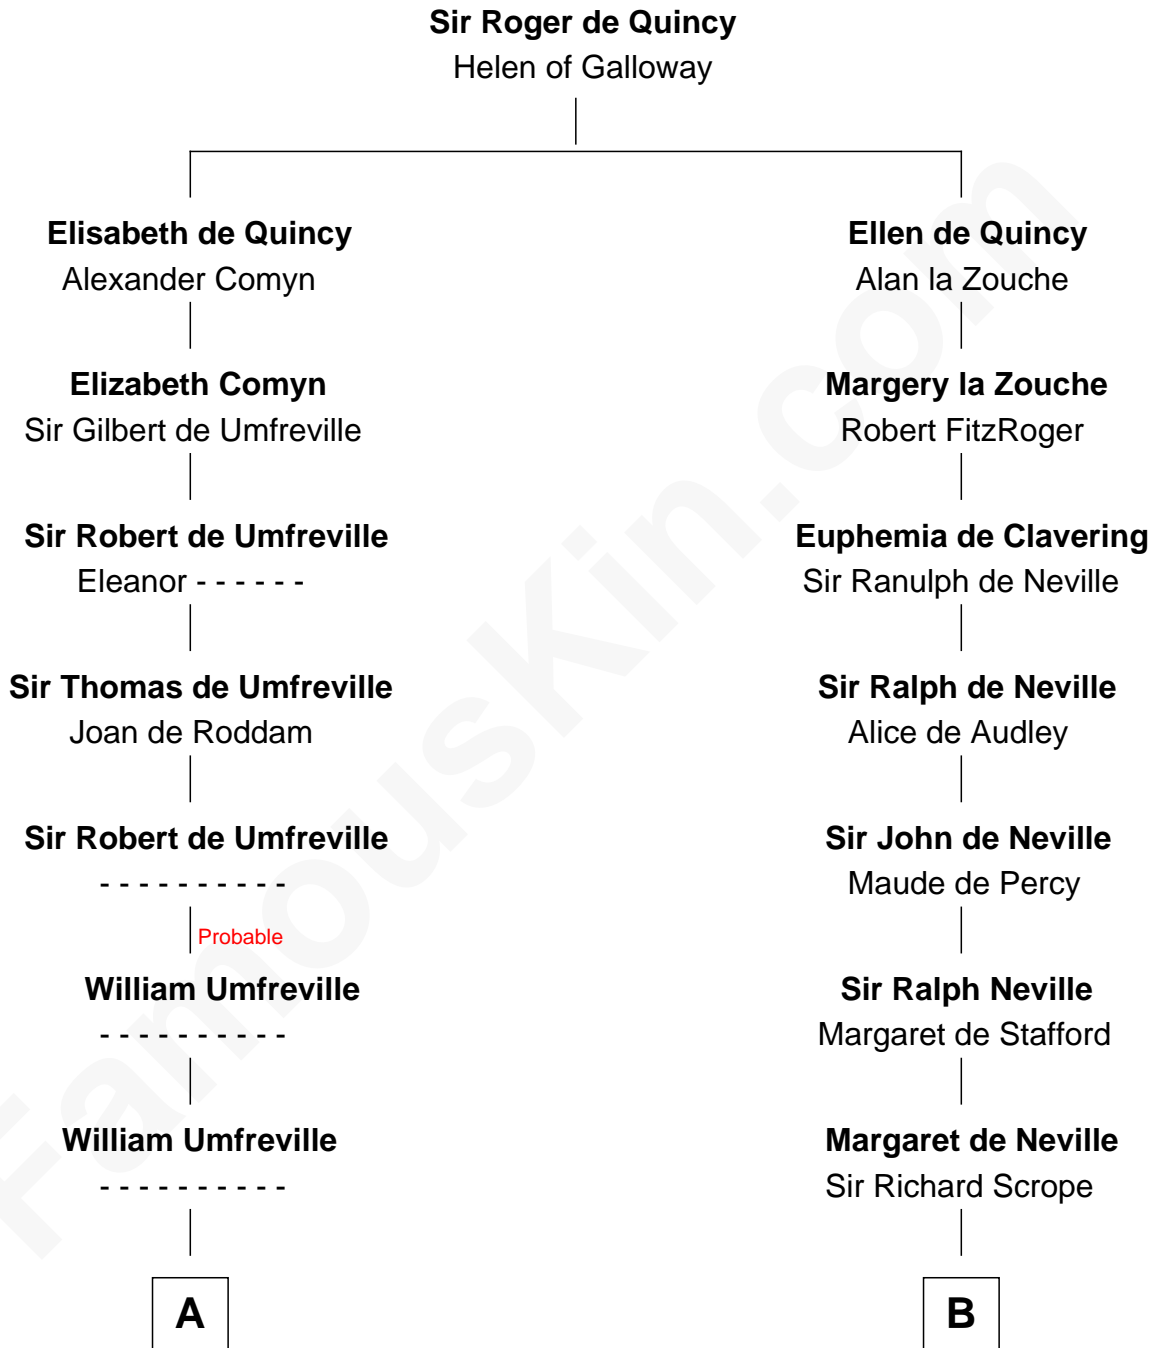 Sir Roger de Quincy
Helen of Galloway
Elisabeth de Quincy
Alexander Comyn
Ellen de Quincy
Alan la Zouche
Elizabeth Comyn
Sir Gilbert de Umfreville
Margery la Zouche
Robert FitzRoger
Sir Robert de Umfreville
Eleanor - - - - - -
Euphemia de Clavering
Sir Ranulph de Neville
Sir Thomas de Umfreville
Joan de Roddam
Sir Ralph de Neville
Alice de Audley
Sir Robert de Umfreville
- - - - - - - - - -
Probable
Sir John de Neville
Maude de Percy
William Umfreville
- - - - - - - - - -
Sir Ralph Neville
Margaret de Stafford
William Umfreville
- - - - - - - - - -
Margaret de Neville
Sir Richard Scrope
A
B
FamousKin.com